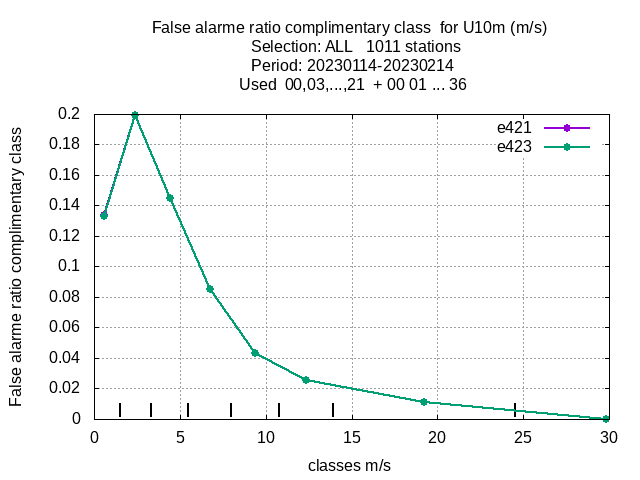 False alarme ratio complimentary class  for U10m (m/s)
Selection: ALL   1011 stations
Period: 20230114-20230214
Used  00,03,...,21  + 00 01 ... 36
e421
e423
False alarme ratio complimentary class
0.2
0.18
0.16
0.14
0.12
0.1
0.08
0.06
0.04
0.02
0
0 5 10 15 20 25 30
classes m/s